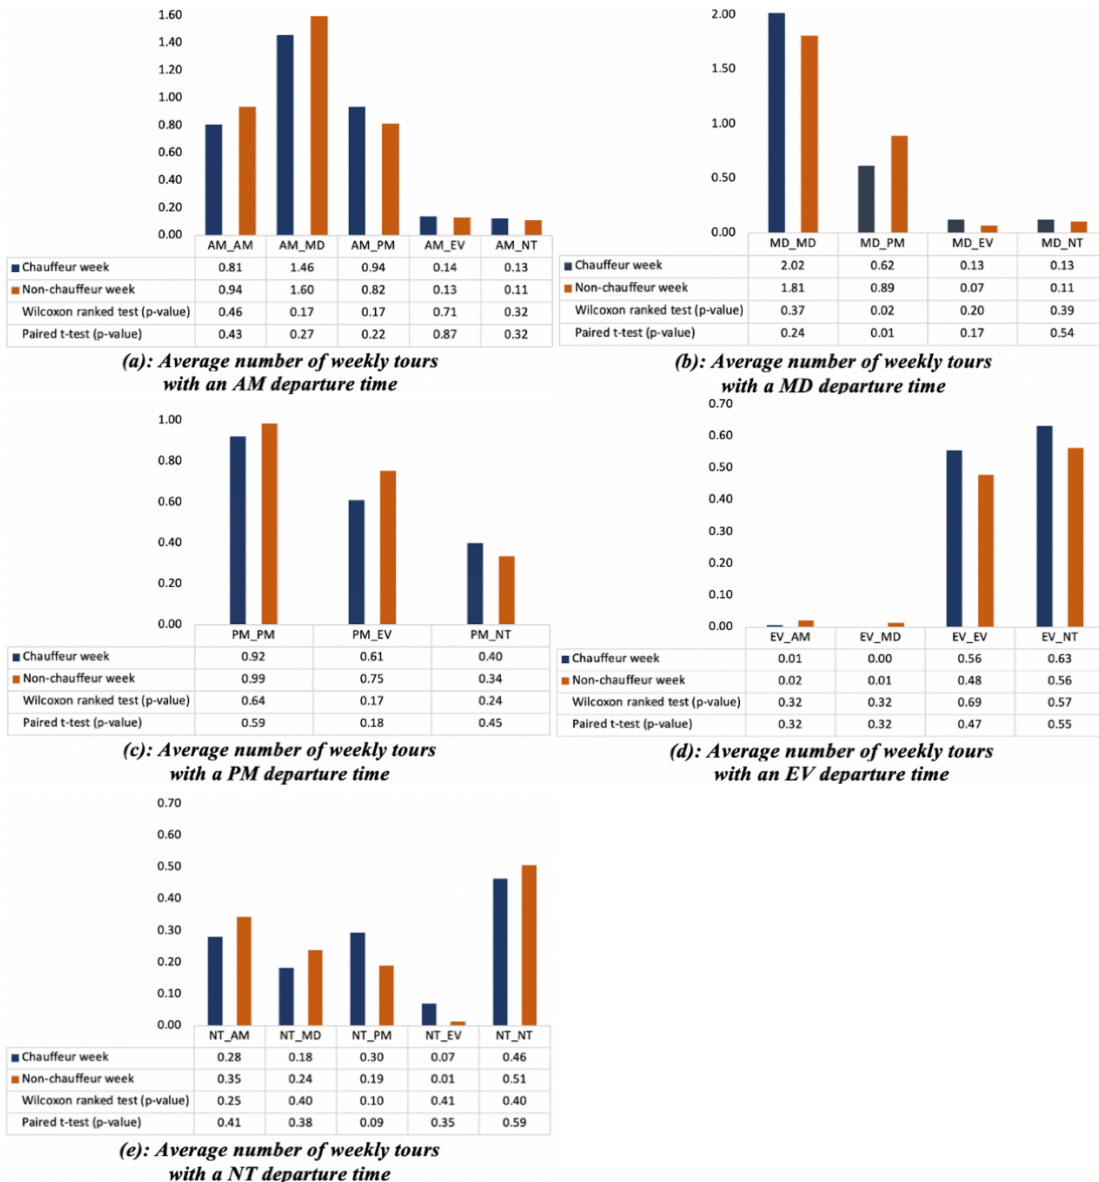 1.60
1.40
1.20
1.00
0.80
0.60
0.40
0.20
0.00
AM_AM AM_MD AM_PM AM_EV AM_NT
Chauffeur week 0.81 1.46 0.94 0.14 0.13
Non-chauffeur week 0.94 1.60 0.82 0.13 0.11
Wilcoxon ranked test (p-value) 0.46 0.17 0.17 0.71 0.32
Paired t-test (p-value) 0.43 0.27 0.22 0.87 0.32
(a): Average number of weekly tours
with an AM departure time
2.00
1.50
1.00
0.50
0.00
MD_MD MD_PM MD_EV MD_NT
Chauffeur week 2.02 0.62 0.13 0.13
Non-chauffeur week 1.81 0.89 0.07 0.11
Wilcoxon ranked test (p-value) 0.37 0.02 0.20 0.39
Paired t-test (p-value) 0.24 0.01 0.17 0.54
(b): Average number of weekly tours
with a MD departure time
1.00
0.80
0.60
0.40
0.20
0.00
PM_PM PM_EV PM_NT
Chauffeur week 0.92 0.61 0.40
Non-chauffeur week 0.99 0.75 0.34
Wilcoxon ranked test (p-value) 0.64 0.17 0.24
Paired t-test (p-value) 0.59 0.18 0.45
(c): Average number of weekly tours
with a PM departure time
0.70
0.60
0.50
0.40
0.30
0.20
0.10
0.00
EV_AM EV_MD EV_EV EV_NT
Chauffeur week 0.01 0.00 0.56 0.63
Non-chauffeur week 0.02 0.01 0.48 0.56
Wilcoxon ranked test (p-value) 0.32 0.32 0.69 0.57
Paired t-test (p-value) 0.32 0.32 0.47 0.55
(d): Average number of weekly tours
with an EV departure time
0.70
0.60
0.50
0.40
0.30
0.20
0.10
0.00
NT_AM NT_MD NT_PM NT_EV NT_NT
Chauffeur week 0.28 0.18 0.30 0.07 0.46
Non-chauffeur week 0.35 0.24 0.19 0.01 0.51
Wilcoxon ranked test (p-value) 0.25 0.40 0.10 0.41 0.40
Paired t-test (p-value) 0.41 0.38 0.09 0.35 0.59
(e): Average number of weekly tours
with a NT departure time